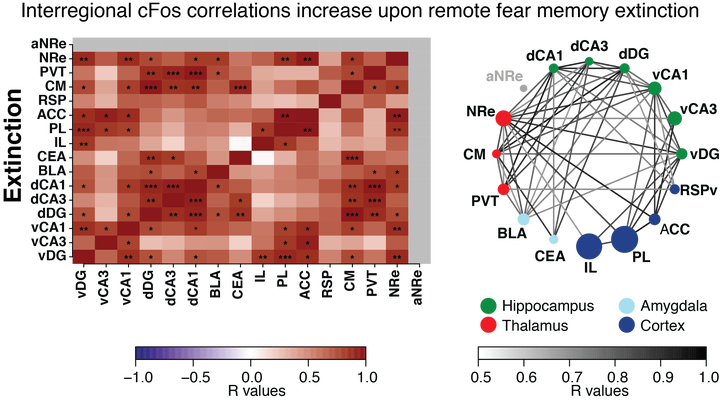 Interregional cFos correlations increase upon remote fear memory extinction
Extinction
aNRe
NRe
PVT
CM
RSP
ACC
PL
IL
CEA
BLA
dCA1
dCA3
dDG
vCA1
vCA3
vDG
vDG
vCA3
vCA1
dDG
dCA3
dCA1
BLA
CEA
IL
PL
ACC
RSP
CM
PVT
NRe
aNRe
−1.0
−0.5
0.0
0.5
1.0
R values
dCA1
dCA3
dDG
vCA1
vCA3
vDG
RSPv
ACC
PL
IL
CEA
BLA
PVT
CM
NRe
aNRe
Hippocampus
Amygdala
Thalamus
Cortex
0.5
0.6
0.7
0.8
0.9
1.0
R values